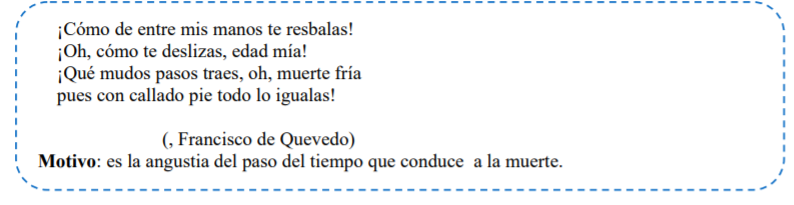 ¡Cómo de entre mis manos te resbalas!
¡Oh, cómo te deslizas, edad mía!
¡Qué mudos pasos traes, oh, muerte fría
pues con callado pie todo lo igualas!
(, Francisco de Quevedo)
Motivo: es la angustia del paso del tiempo que conduce a la muerte.